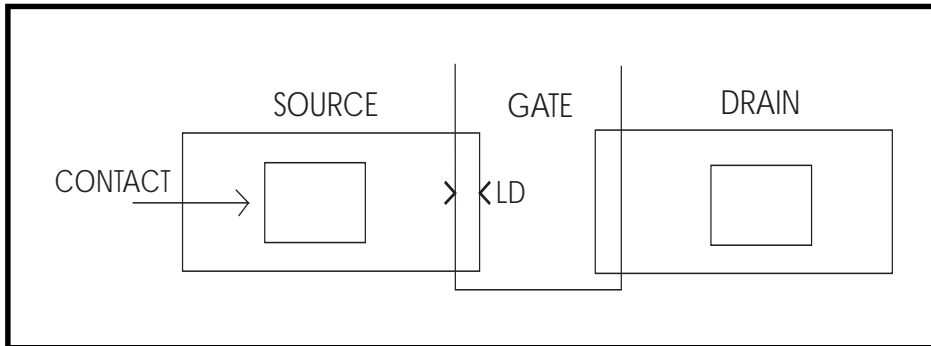 SOURCE
GATE
DRAIN
CONTACT
LD